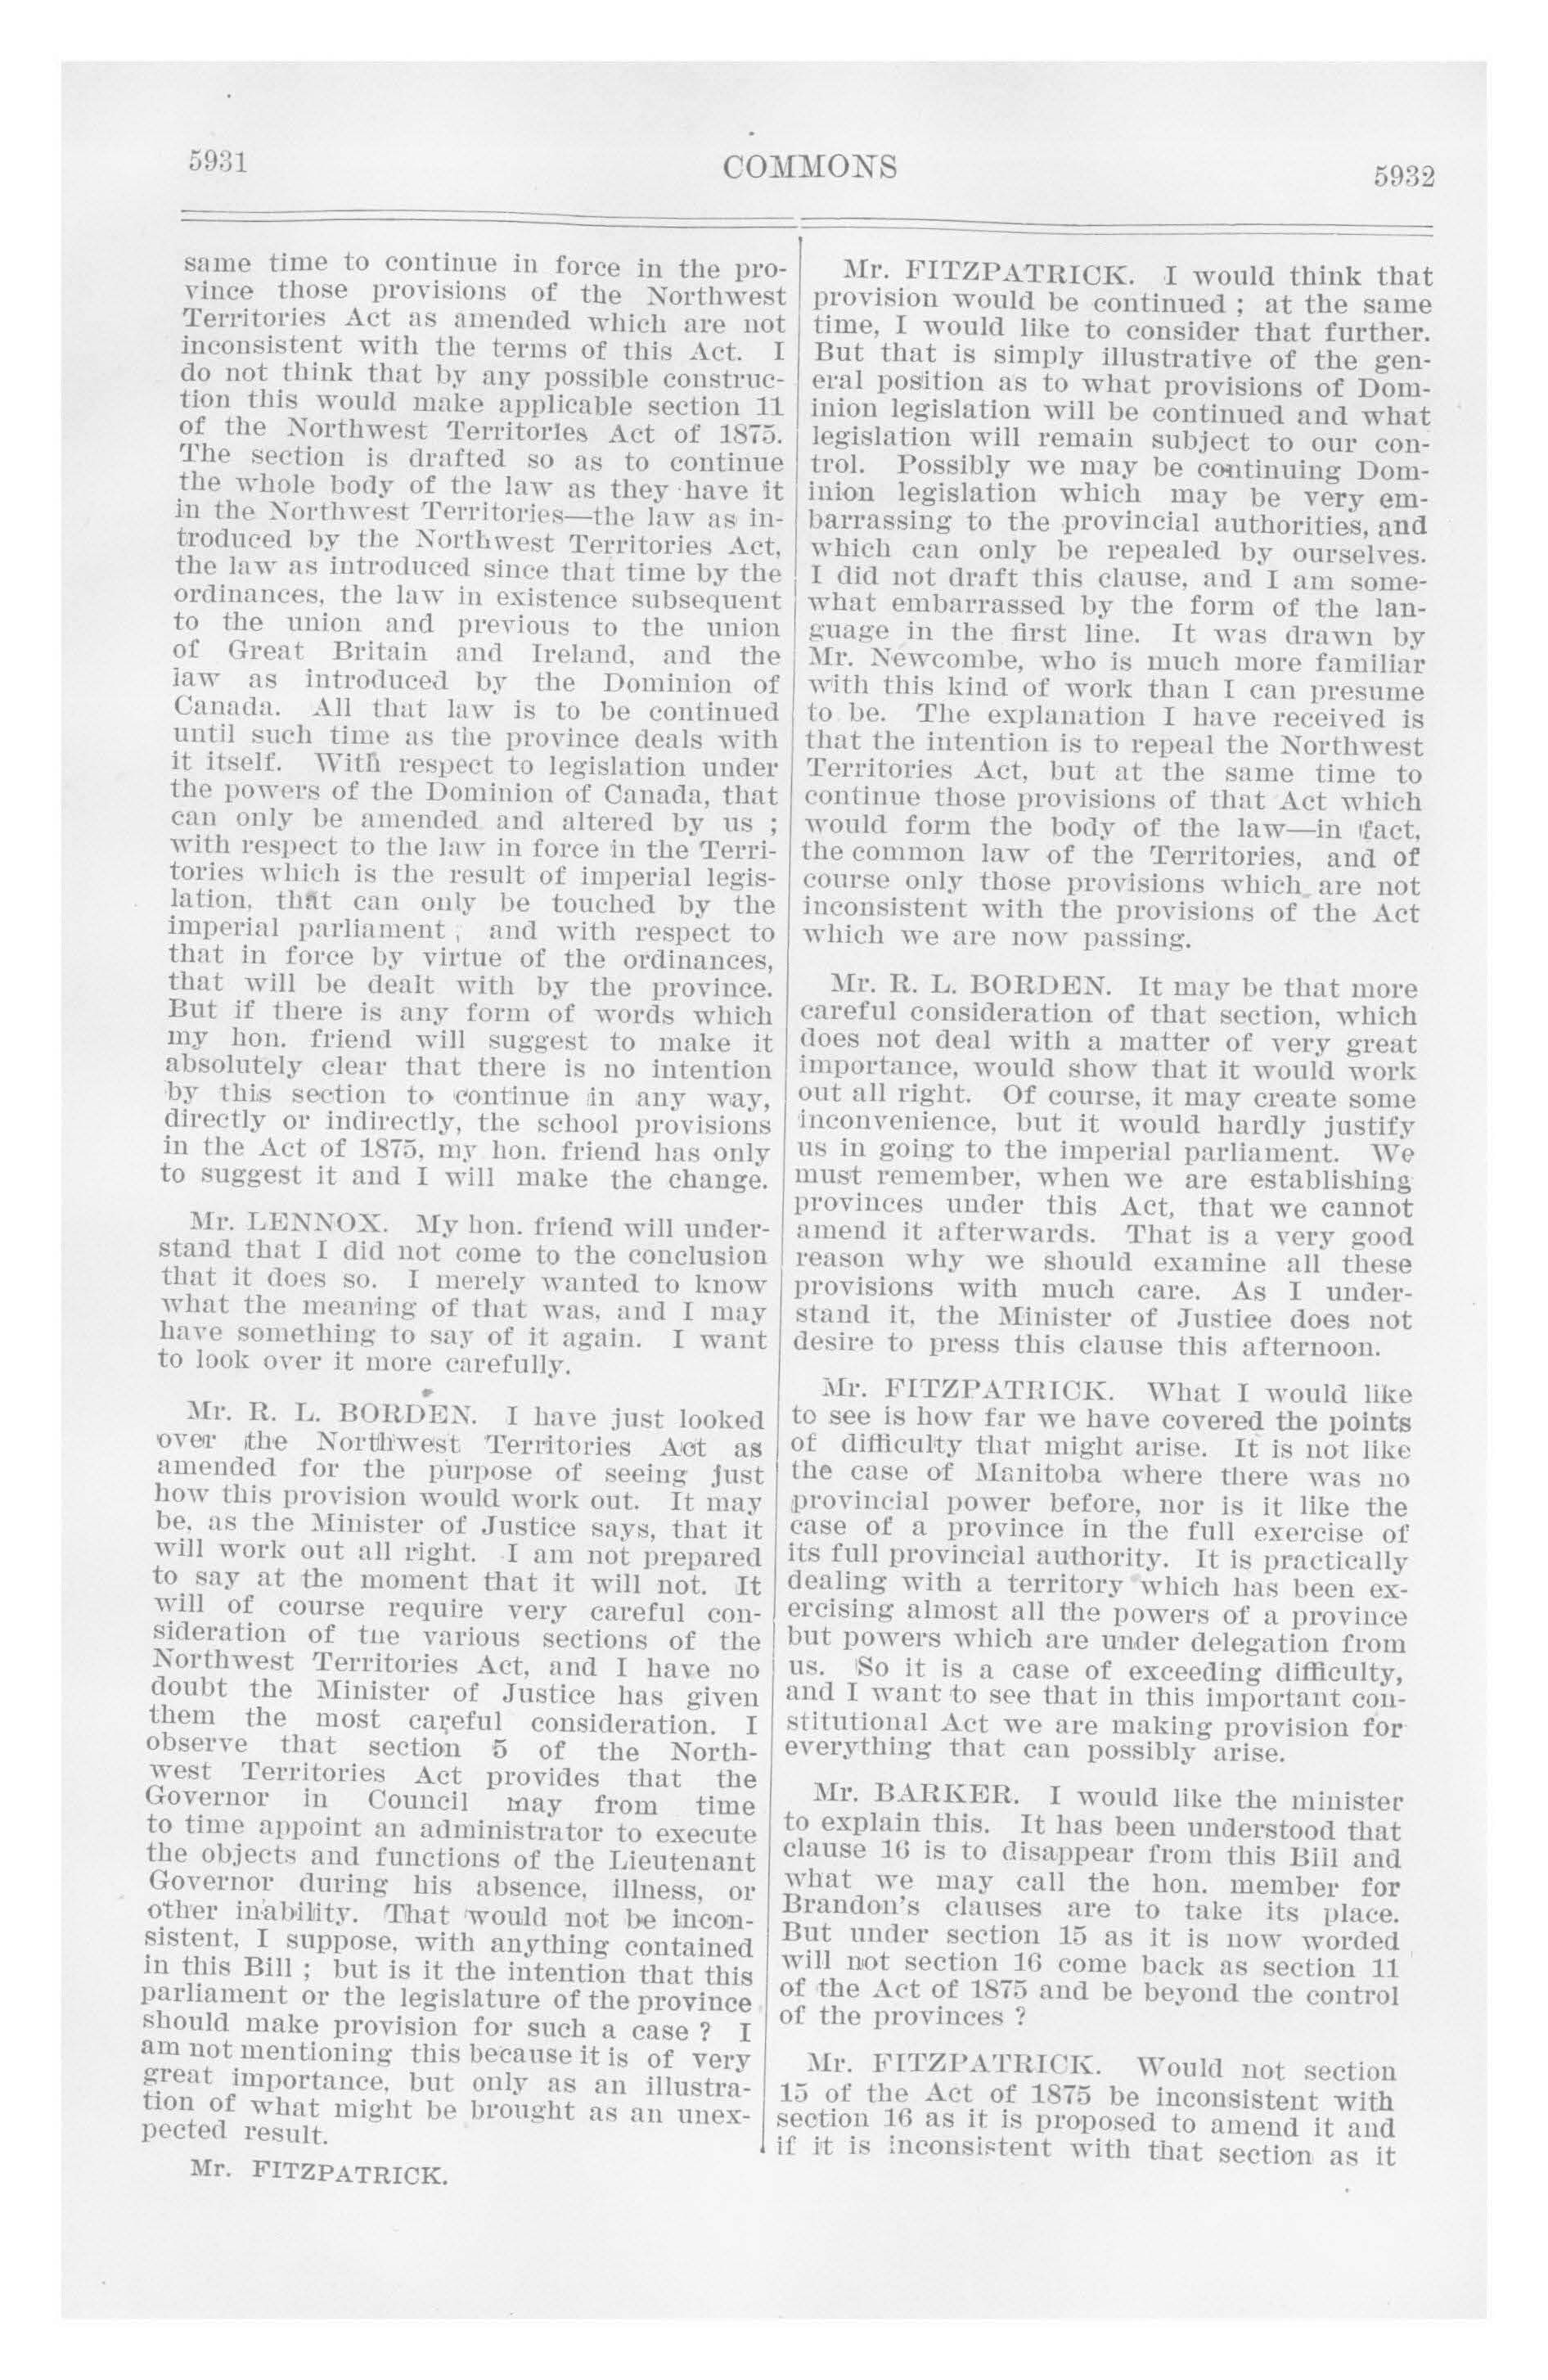 5931
COMMONS
5932
same time to continue in force in the pro-
vince those provisions of the Northwest
Territories Act as amended which are not
inconsistent with the terms of this Act. I
do not think that by any possible construc-
tion this would make applicable section 11
of the Northwest Territories Act of 1875.
The section is drafted so as to continue
the whole body of the law as they have it
in the Northwest Territories—the law as in-
troduced by the Northwest Territories Act,
the law as introduced since that time by the
ordinances, the law in existence subsequent
to the union and previous to the union
of Great Britain and Ireland, and the
law as introduced by the Dominion of
Canada. All that law is to be continued
until such time as the province deals with
it itself. With respect to legislation under
the powers of the Dominion of Canada, that
can only be amended and altered by us ;
with respect to the law in force in the Terri-
tories which is the result of imperial legis-
lation, that can only be touched by the
imperial parliament ; and with respect to
that in force by virtue of the ordinances,
that will be dealt with by the province.
But if there is any form of words which
my hon. friend will suggest to make it
absolutely clear that there is no intention
by this section to continue in any way,
directly or indirectly, the school provisions
in the Act of 1875, my hon. friend has only
to suggest it and I will make the change.
Mr. LENNOX. My hon. friend will under-
stand that I did not come to the conclusion
that it does so. I merely wanted to know
what the meaning of that was, and I may
have something to say of it again. I want
to look over it more carefully.
Mr. R. L. BORDEN. I have just looked
over the Northwest Territories Act as
amended for the purpose of seeing just
how this provision would work out. It may
be, as the Minister of Justice says, that it
will work out all right. I am not prepared
to say at the moment that it will not. It
will of course require very careful con-
sideration of the various sections of the
Northwest Territories Act, and I have no
doubt the Minister of Justice has given
them the most careful consideration. I
observe that section 5 of the North-
west Territories Act provides that the
Governor in Council may from time
to time appoint an administrator to execute
the objects and functions of the Lieutenant
Governor during his absence, illness, or
other inability. That would not be incon-
sistent, I suppose, with anything contained
in this Bill ; but is it the intention that this
parliament or the legislature of the province
should make provision for such a case ? I
am not mentioning this because it is of very
great importance, but only as an illustra-
tion of what might be brought as an unex-
pected result.
Mr. FITZPATRICK.
Mr. FITZPATRICK. I would think that
provision would be continued ; at the same
time, I would like to consider that further.
But that is simply illustrative of the gen-
eral position as to what provisions of Dom-
inion legislation will be continued and what
legislation will remain subject to our con-
trol. Possibly we may be continuing Dom-
inion legislation which may be very em-
barrassing to the provincial authorities, and
which can only be repealed by ourselves.
I did not draft this clause, and I am some-
what embarrassed by the form of the lan-
guage in the first line. It was drawn by
Mr. Newcombe, who is much more familiar
with this kind of work than I can presume
to be. The explanation I have received is
that the intention is to repeal the Northwest
Territories Act, but at the same time to
continue those provisions of that Act which
would form the body of the law—in fact,
the common law of the Territories, and of
course only those provisions which are not
inconsistent with the provisions of the Act
which we are now passing.
Mr. R. L. BORDEN. It may be that more
careful consideration of that section, which
does not deal with a matter of very great
importance, would show that it would work
out all right. Of course, it may create some
inconvenience, but it would hardly justify
us in going to the imperial parliament. We
must remember, when we are establishing
provinces under this Act, that we cannot
amend it afterwards. That is a very good
reason why we should examine all these
provisions with much care. As I under-
stand it, the Minister of Justice does not
desire to press this clause this afternoon.
Mr. FITZPATRICK. What I would like
to see is how far we have covered the points
of difficulty that might arise. It is not like
the case of Manitoba where there was no
provincial power before, nor is it like the
case of a province in the full exercise of
its full provincial authority. It is practically
dealing with a territory which has been ex-
ercising almost all the powers of a province
but powers which are under delegation from
us. So it is a case of exceeding difficulty,
and I want to see that in this important con-
stitutional Act we are making provision for
everything that can possibly arise.
Mr. BARKER. I would like the minister
to explain this. It has been understood that
clause 16 is to disappear from this Bill and
what we may call the hon. member for
Brandon's clauses are to take its place.
But under section 15 as it is now worded
will not section 16 come back as section 11
of the Act of 1875 and be beyond the control
of the provinces ?
Mr. FITZPATRICK. Would not section
15 of the Act of 1875 be inconsistent with
section 16 as it is proposed to amend it and
if it is inconsistent with that section as it